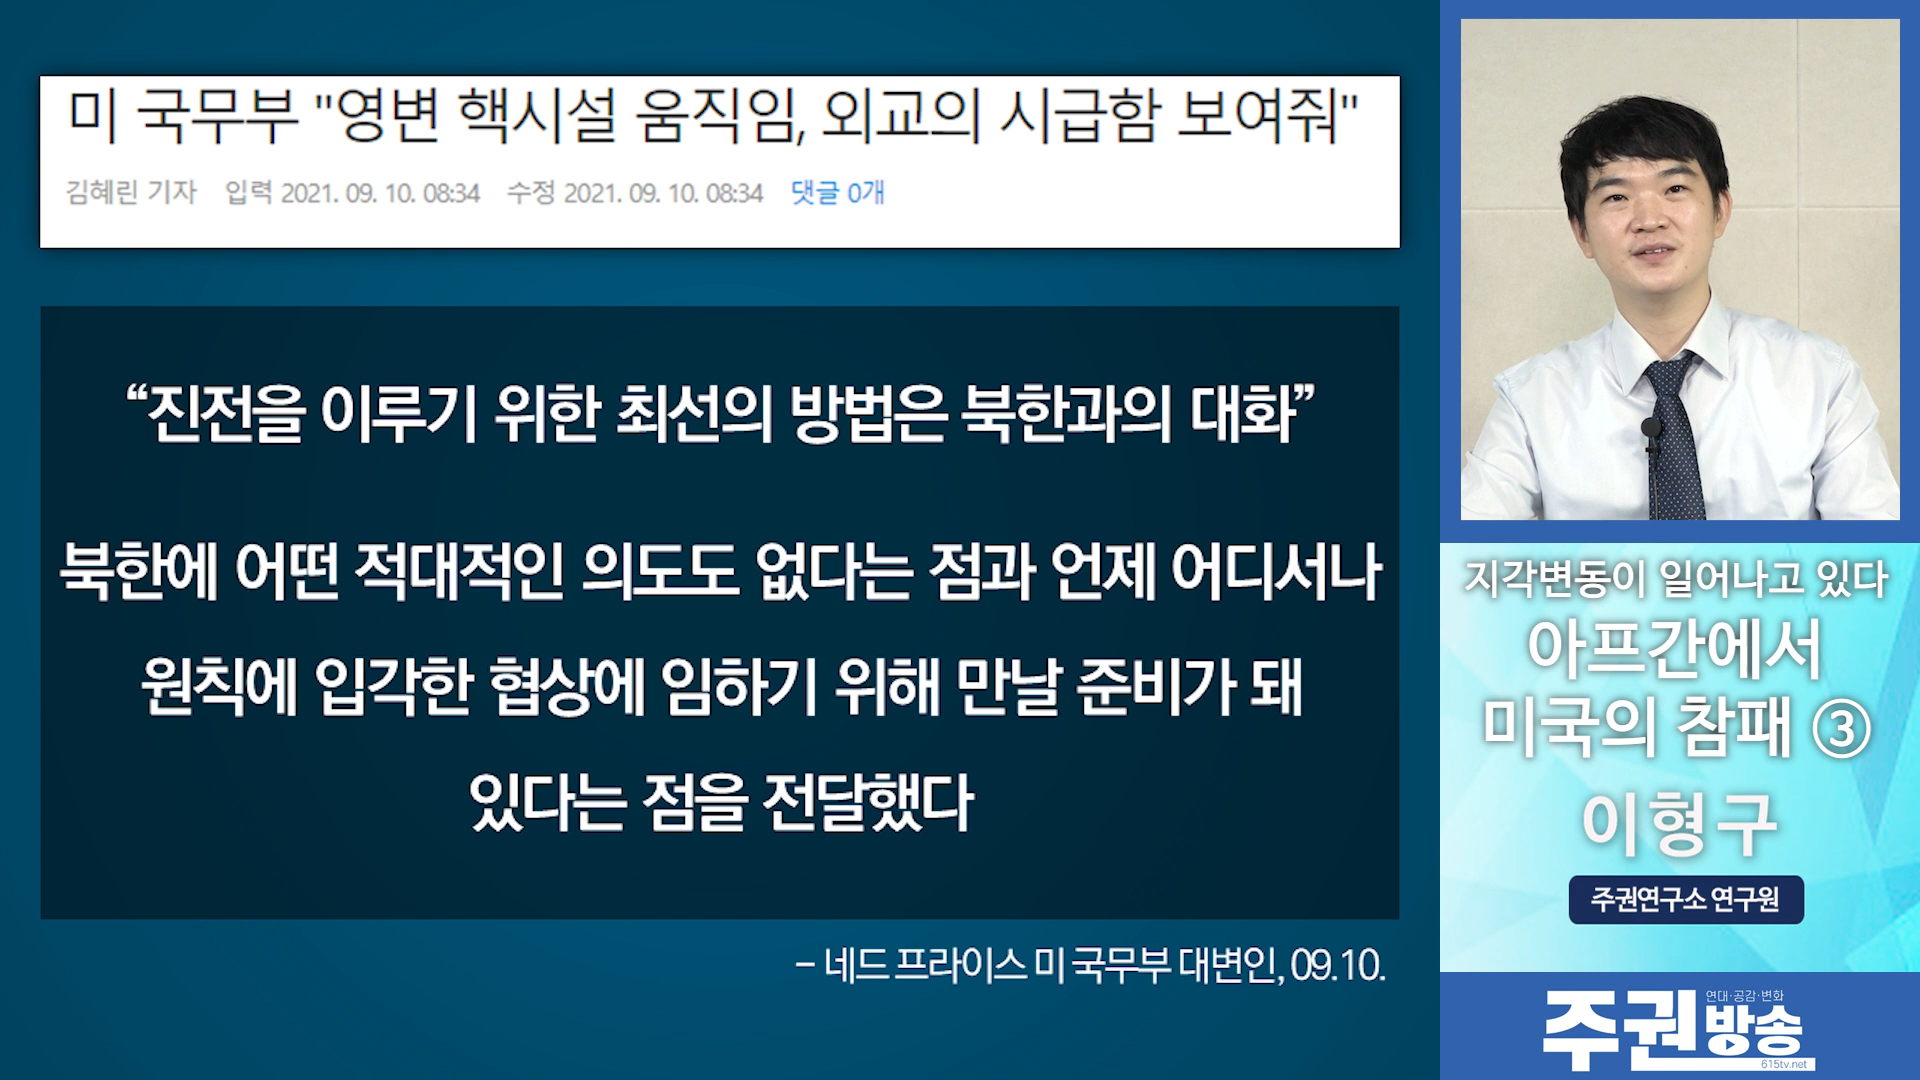 미 국무부 "영변 핵시설 움직임, 외교의 시급함 보여줘"
김혜린 기자 입력 2021. 09. 10. 08:34 수정 2021. 09. 10. 08:34 댓글 0개
“진전을 이루기 위한 최선의 방법은 북한과의 대화”
북한에 어떤 적대적인 의도도 없다는 점과 언제 어디서나
원칙에 입각한 협상에 임하기 위해 만날 준비가 돼
있다는 점을 전달했다
– 네드 프라이스 미 국무부 대변인, 09.10.
지각변동이 일어나고 있다
아프간에서
미국의 참패 ③
이형구
주권연구소 연구원
연대·공감·변화
주권방송
615tv.net